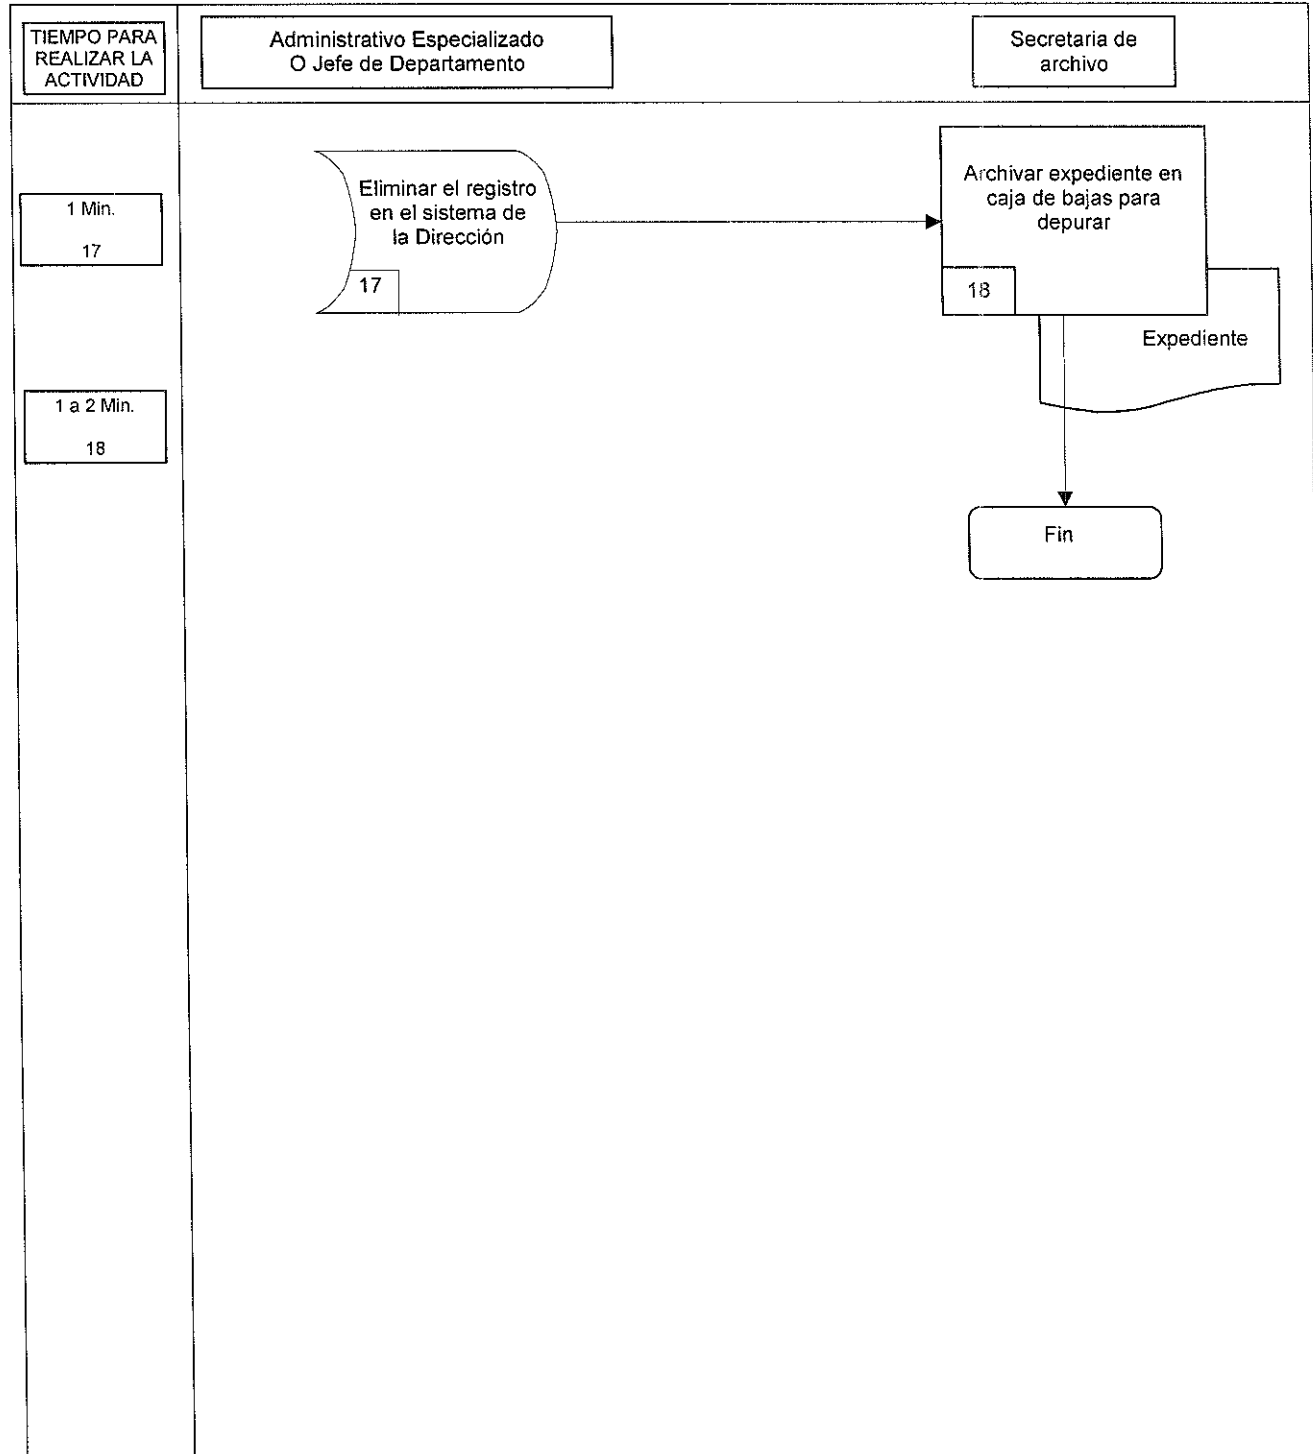 TIEMPO PARA
REALIZAR LA
ACTIVIDAD
Administrativo Especializado
O Jefe de Departamento
Secretaria de
archivo
1 Min.
17
Eliminar el registro
en el sistema de
la Dirección
17
Archivar expediente en
caja de bajas para
depurar
18
Expediente
1 a 2 Min.
18
Fin